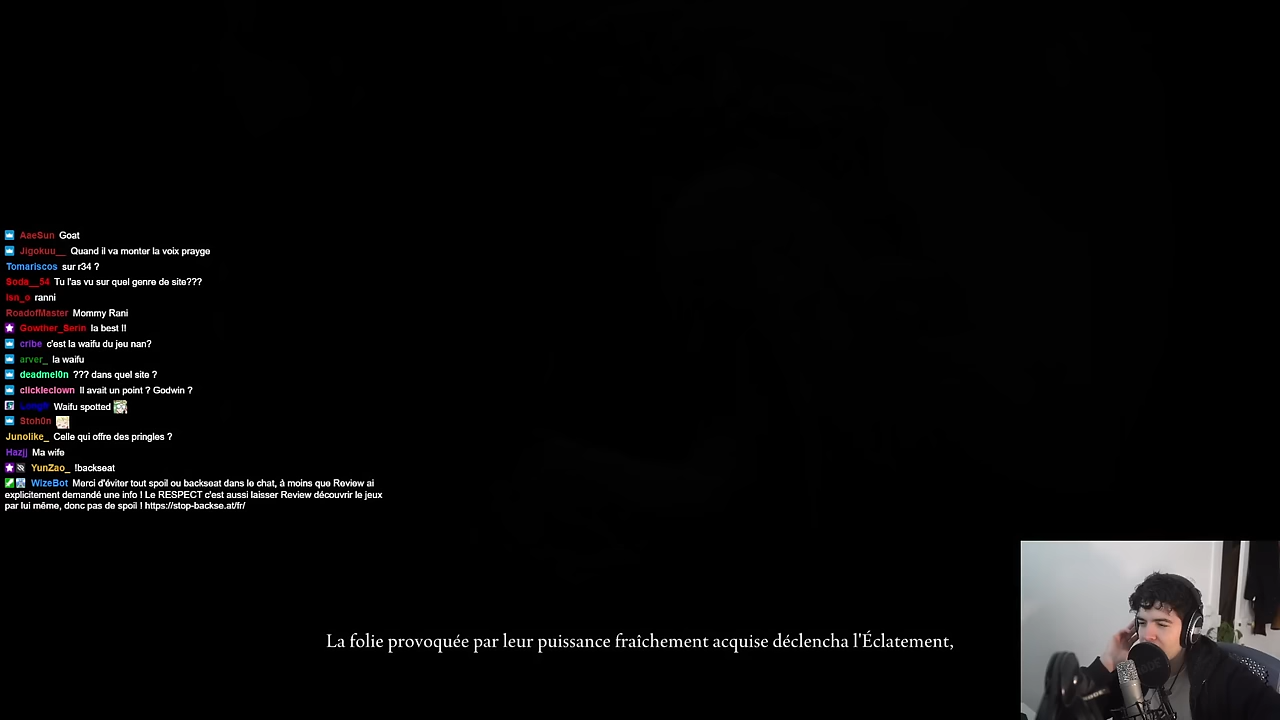 AaeSun Goat
Jigokuu__ Quand il va monter la voix prayge
Tomariscos sur r34 ?
Soda__54 Tu l'as vu sur quel genre de site???
Isn_o ranni
RoadofMaster Mommy Rani
Gowther_Serin la best !!
cribe c'est la waifu du jeu nan?
arver_ la waifu
deadmel0n ??? dans quel site ?
clickleclown Il avait un point ? Godwin ?
Waifu spotted
Stoh0n
Junolike_ Celle qui offre des pringles ?
Hazjj Ma wife
YunZao_ !backseat
WizeBot Merci d'éviter tout spoil ou backseat dans le chat, à moins que Review ai
explicitement demandé une info ! Le RESPECT c'est aussi laisser Review découvrir le jeux
par lui même, donc pas de spoil ! https://stop-backse.at/fr/
La folie provoquée par leur puissance fraîchement acquise déclencha l'Éclatement,